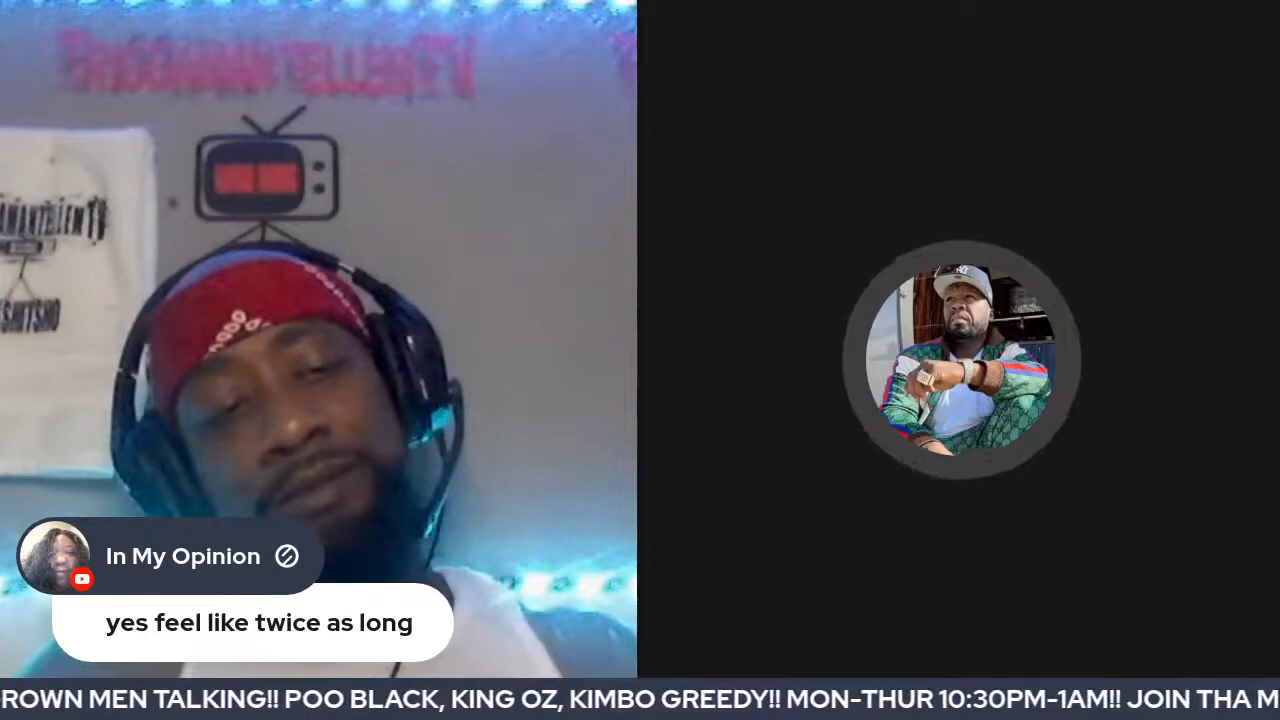 In My Opinion
yes feel like twice as long
ROWN MEN TALKING!! POO BLACK, KING OZ, KIMBO GREEDY!! MON-THUR 10:30PM-1AM!! JOIN THA M